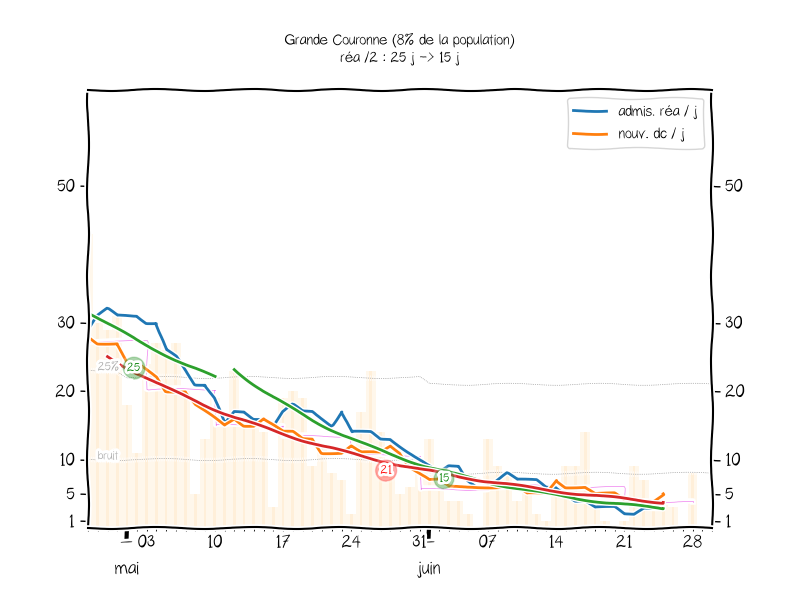 Grande Couronne (8% de la population)
réa /2 : 25 j -> 15 j
admis. réa / j
nouv. dc / j
50 50
30 30
25% 25
20 20
bruit
10 10
21 15
5 5
1 1
03 10 17 24 31 07 14 21 28
mai juin